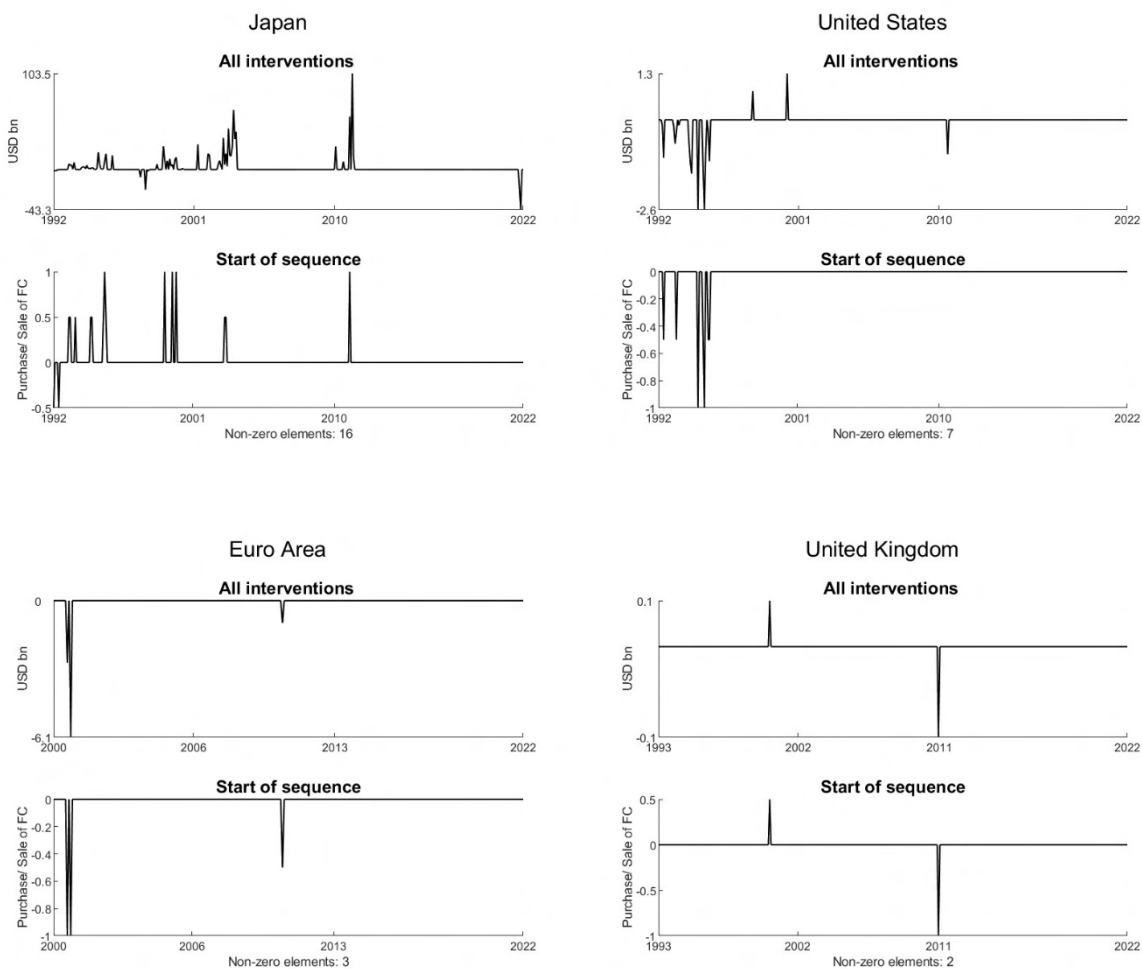 Japan
All interventions
USD bn
103.5
-43.3
1992
2001
2010
2022
Start of sequence
Purchase/ Sale of FC
1
0.5
0
-0.5
1992
2001
2010
2022
Non-zero elements: 16
United States
All interventions
USD bn
1.3
-2.6
1992
2001
2010
2022
Start of sequence
Purchase/ Sale of FC
0
-0.2
-0.4
-0.6
-0.8
-1
1992
2001
2010
2022
Non-zero elements: 7
Euro Area
All interventions
USD bn
0
-6.1
2000
2006
2013
2022
Start of sequence
Purchase/ Sale of FC
0
-0.2
-0.4
-0.6
-0.8
-1
2000
2006
2013
2022
Non-zero elements: 3
United Kingdom
All interventions
USD bn
0.1
-0.1
1993
2002
2011
2022
Start of sequence
Purchase/ Sale of FC
0.5
0
-0.5
-1
1993
2002
2011
2022
Non-zero elements: 2